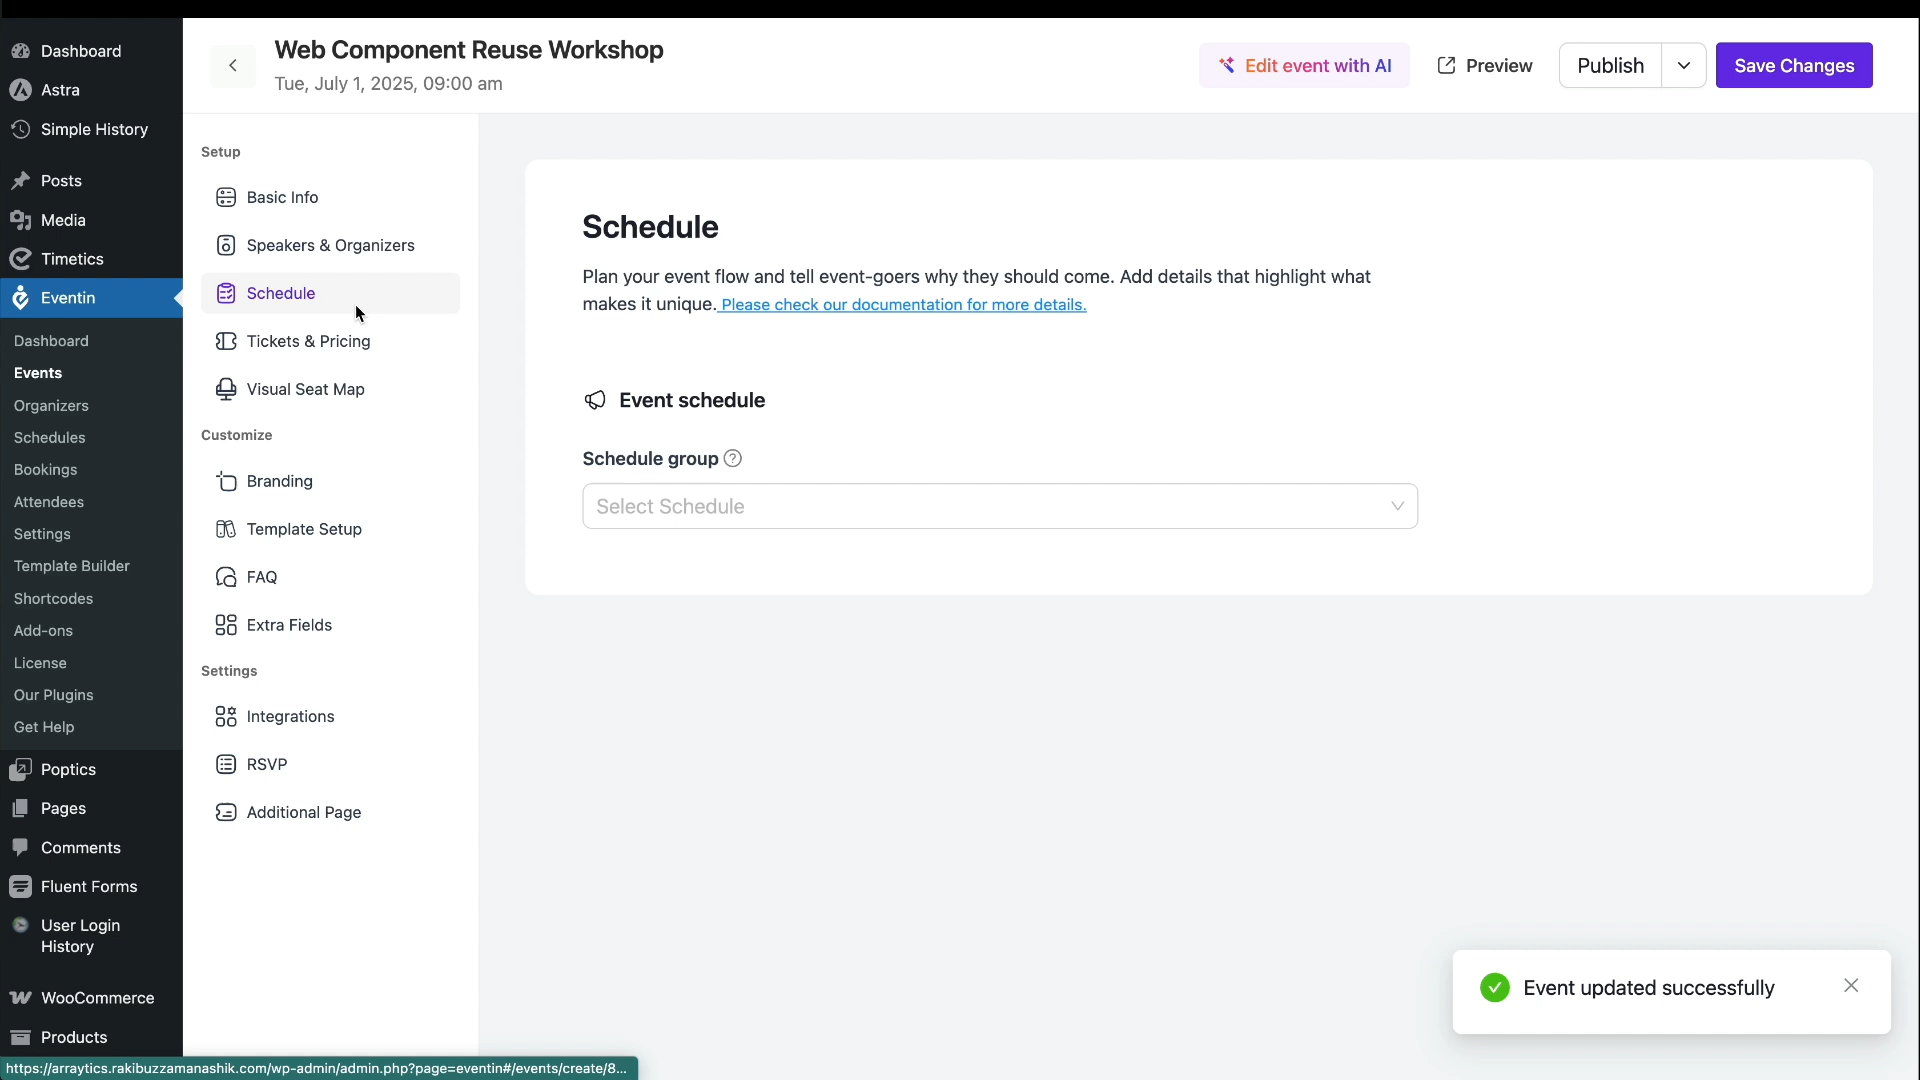 Dashboard
Astra
Simple History
Posts
Media
Timetics
Eventin
Dashboard
Events
Organizers
Schedules
Bookings
Attendees
Settings
Template Builder
Shortcodes
Add-ons
License
Our Plugins
Get Help
Poptics
Pages
Comments
Fluent Forms
User Login
History
WooCommerce
Products
Web Component Reuse Workshop
Tue, July 1, 2025, 09:00 am
Edit event with AI
Preview
Publish
Save Changes
Setup
Basic Info
Speakers & Organizers
Schedule
Tickets & Pricing
Visual Seat Map
Customize
Branding
Template Setup
FAQ
Extra Fields
Settings
Integrations
RSVP
Additional Page
Schedule
Plan your event flow and tell event-goers why they should come. Add details that highlight what
makes it unique. Please check our documentation for more details.
Event schedule
Schedule group ?
Select Schedule
Event updated successfully
https://arraytics.rakibuzzamanashik.com/wp-admin/admin.php?page=eventin#/events/create/8...